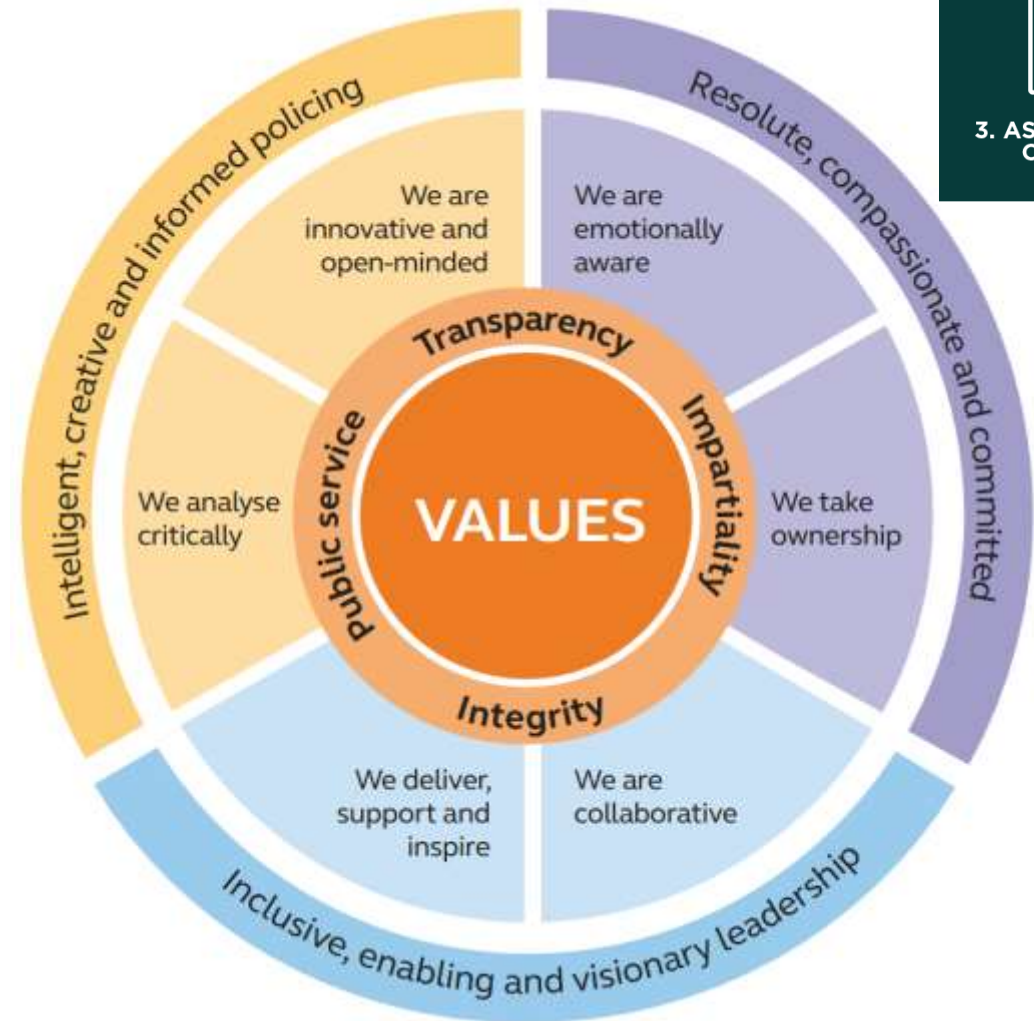 Intelligent, creative and informed policing
Resolute, compassionate and committed
We are
innovative and
open-minded
We are
emotionally
aware
We analyse
critically
We take
ownership
Transparency
Impartiality
Public service
Integrity
VALUES
We deliver,
support and
inspire
We are
collaborative
Inclusive, enabling and visionary leadership
3.